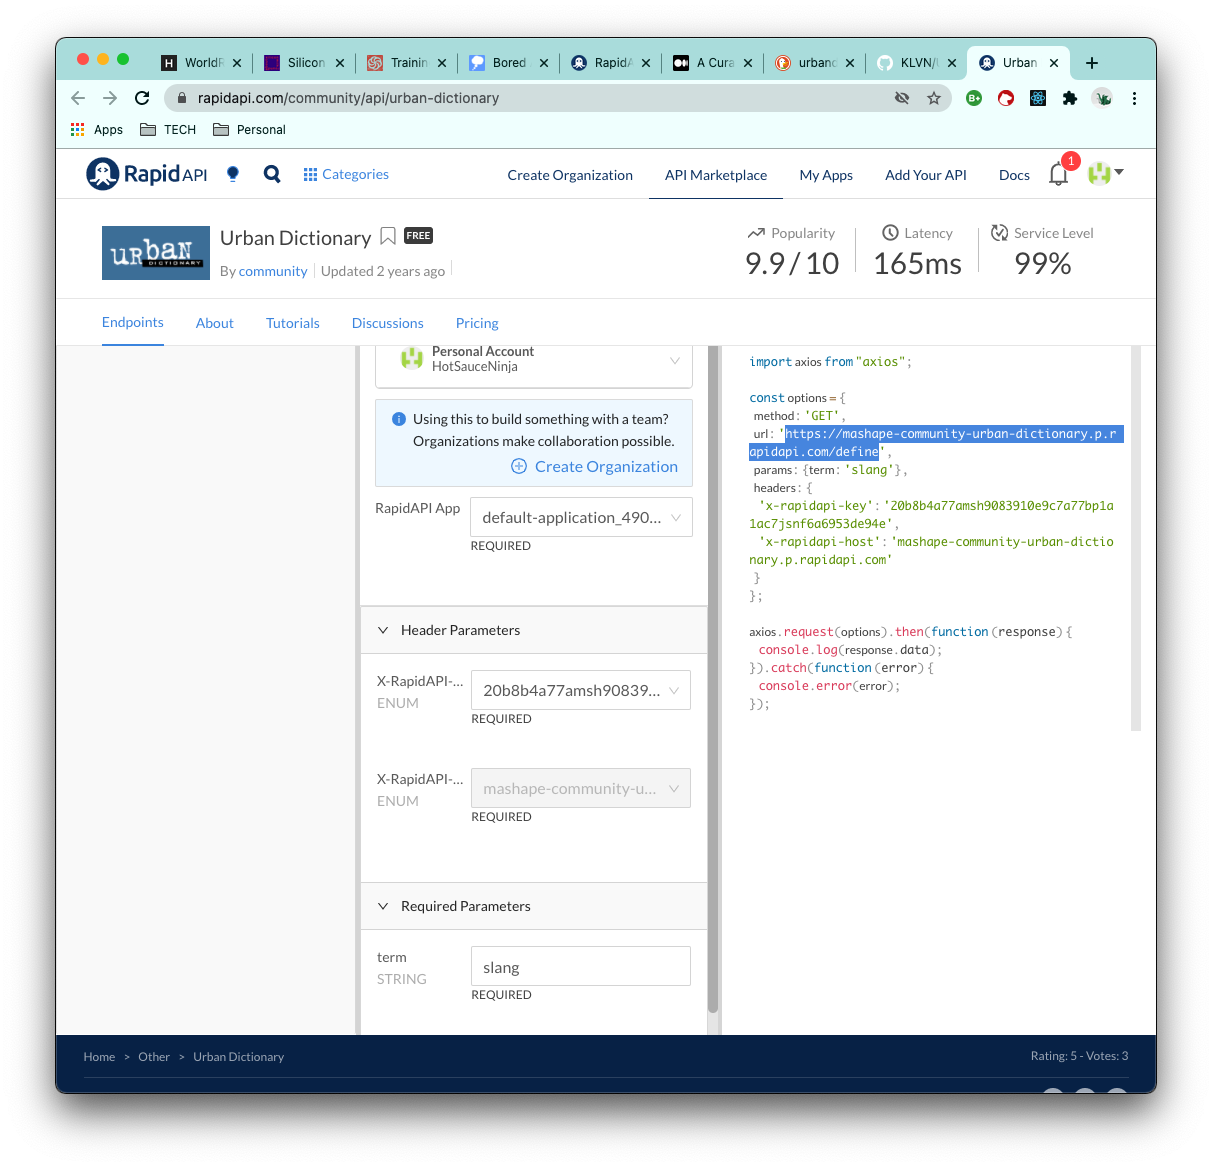 WorldR
Silicon
Trainin
Bored
RapidA
A Cura
urband
KLVN/U
Urban
rapidapi.com/community/api/urban-dictionary
Apps
TECH
Personal
RapidAPI
Categories
Create Organization
API Marketplace
My Apps
Add Your API
Docs
1
URBAN DICTIONARY
Urban Dictionary
FREE
By community
Updated 2 years ago
Popularity
9.9 / 10
Latency
165ms
Service Level
99%
Endpoints
About
Tutorials
Discussions
Pricing
Personal Account
HotSauceNinja
Using this to build something with a team?
Organizations make collaboration possible.
Create Organization
RapidAPI App
default-application_490...
REQUIRED
Header Parameters
X-RapidAPI-...
ENUM
20b8b4a77amsh90839...
REQUIRED
X-RapidAPI-...
ENUM
mashape-community-u...
REQUIRED
Required Parameters
term
STRING
slang
REQUIRED
import axios from "axios";
const options = {
method: 'GET',
url: 'https://mashape-community-urban-dictionary.p.r
apidapi.com/define',
params: {term: 'slang'},
headers: {
'x-rapidapi-key': '20b8b4a77amsh9083910e9c7a77bp1a
1ac7jsnf6a6953de94e',
'x-rapidapi-host': 'mashape-community-urban-dictio
nary.p.rapidapi.com'
}
};
axios.request(options).then(function (response) {
console.log(response.data);
}).catch(function (error) {
console.error(error);
});
Home > Other > Urban Dictionary
Rating: 5 - Votes: 3